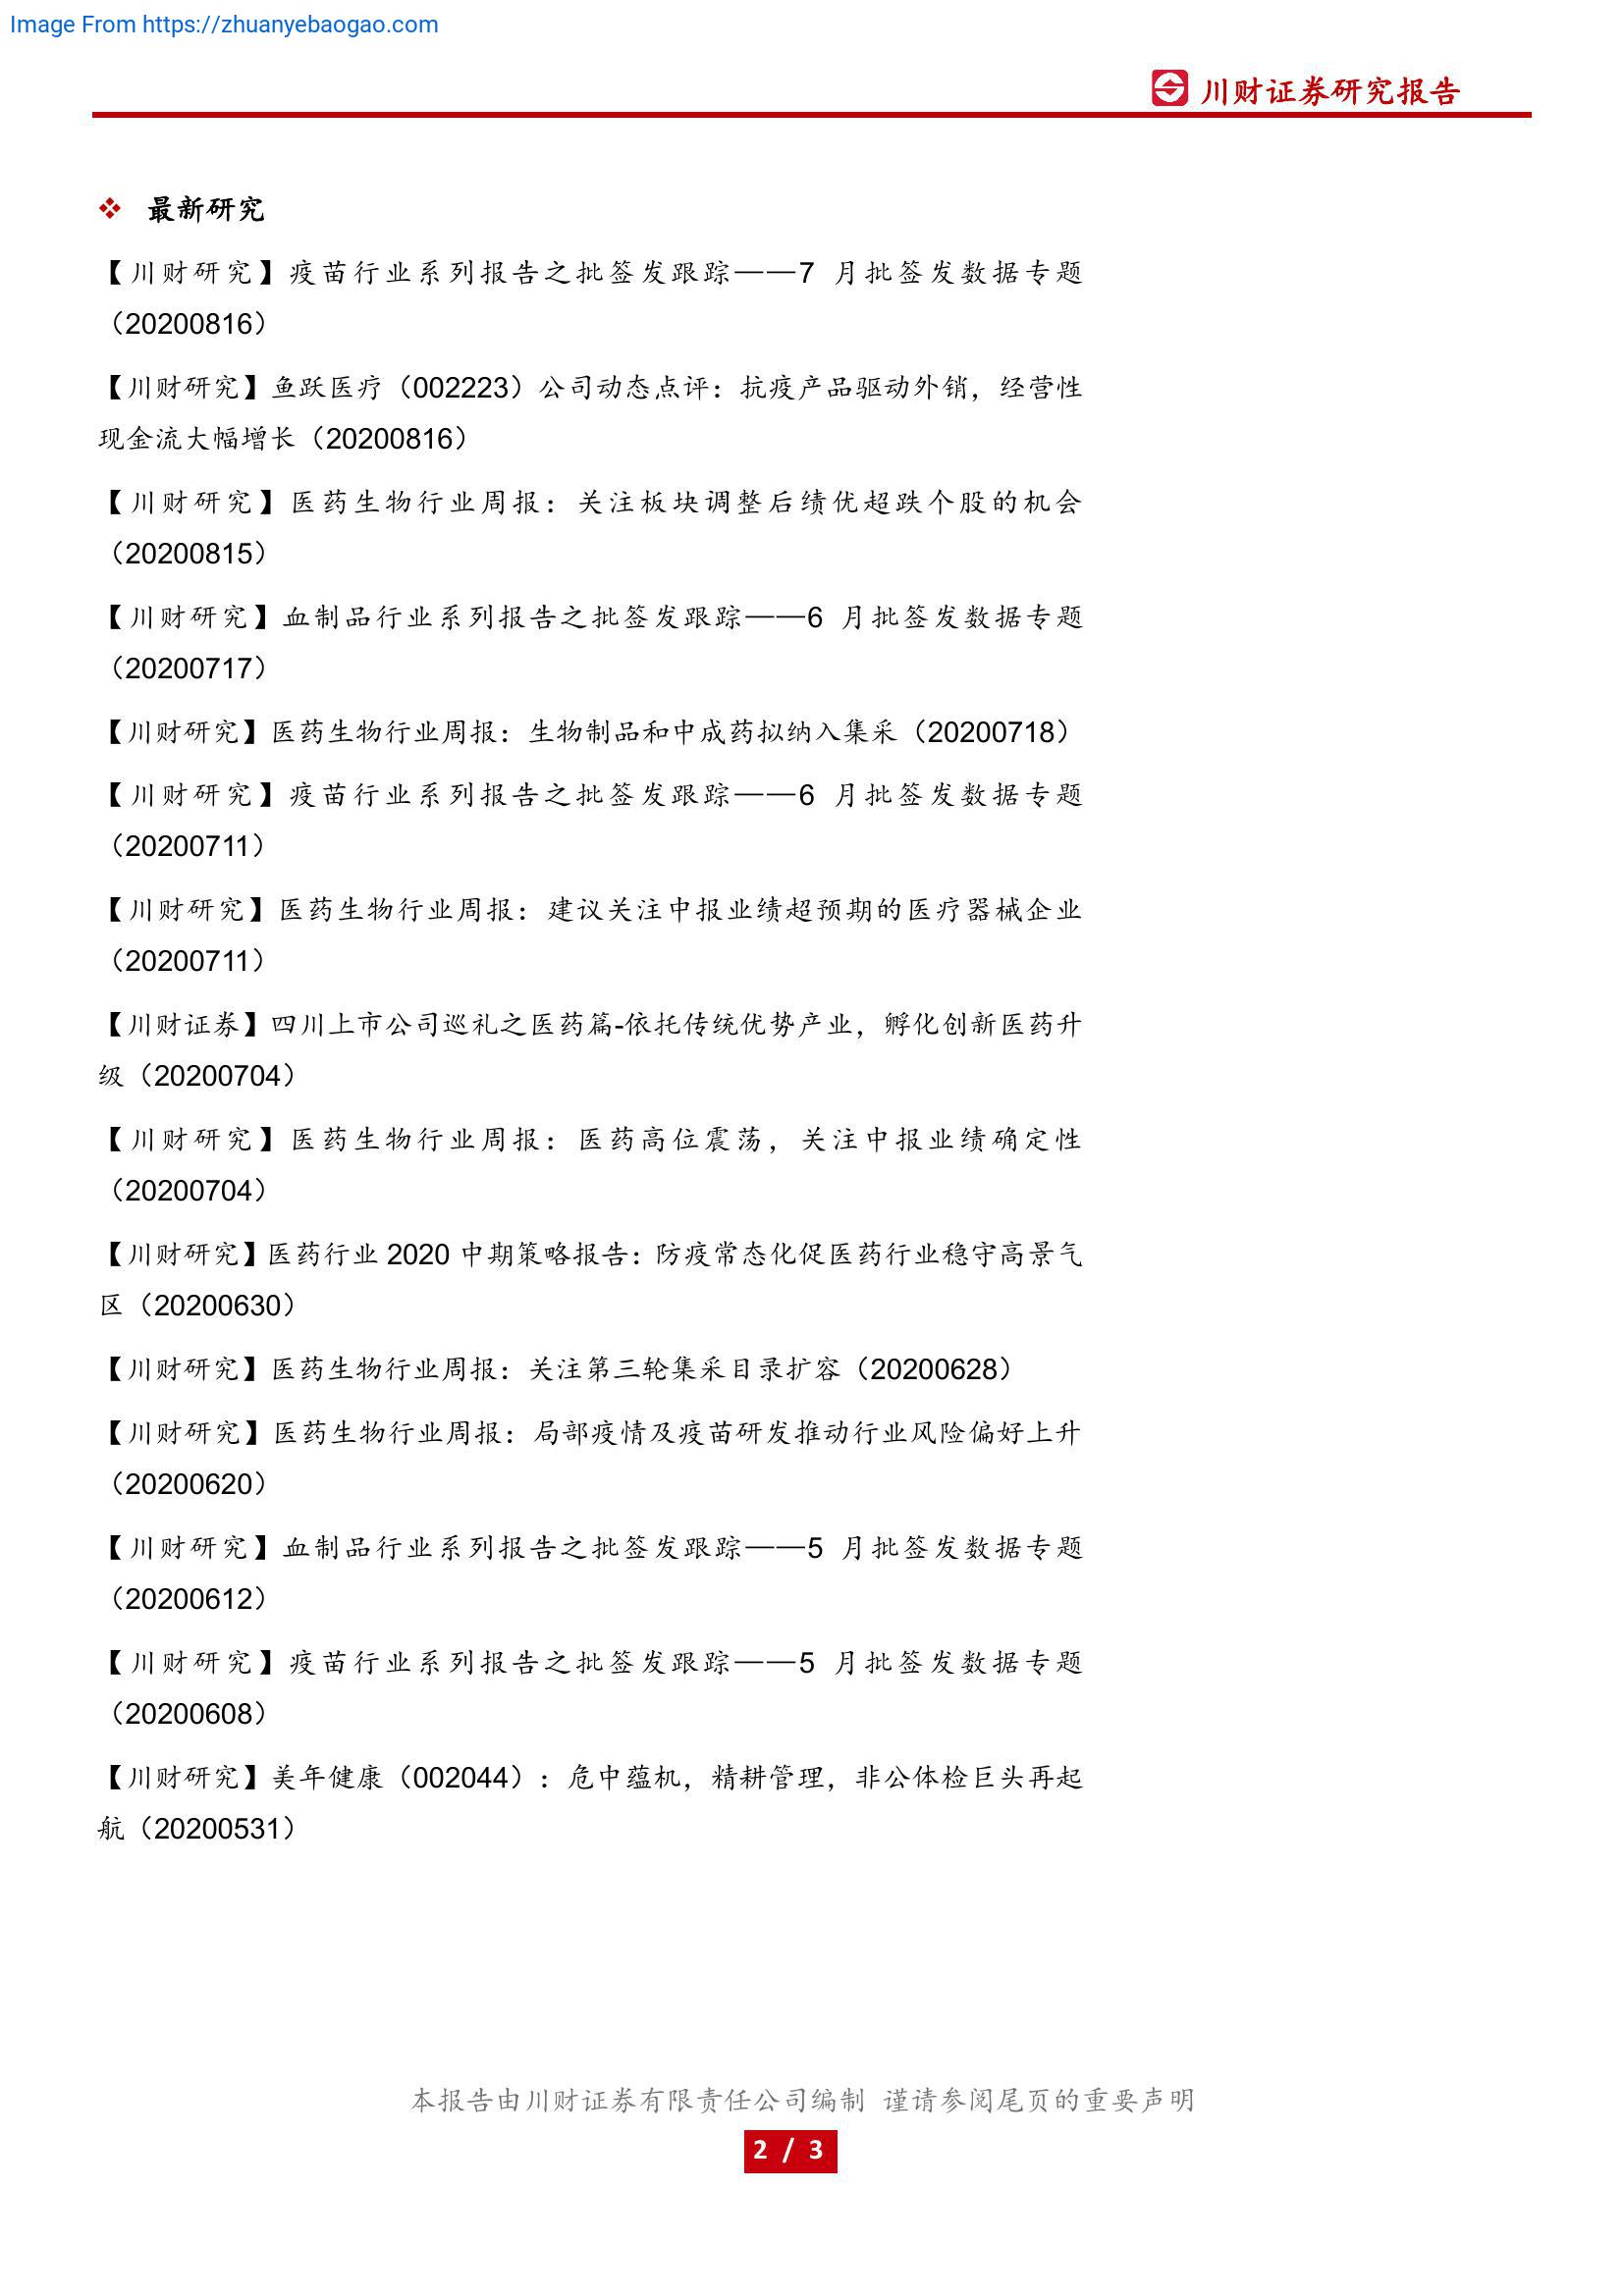 Image From https://zhuanyebaogao.com
川财证券研究报告
❖ 最新研究
【川财研究】疫苗行业系列报告之批签发跟踪——7 月批签发数据专题
（20200816）
【川财研究】鱼跃医疗（002223）公司动态点评：抗疫产品驱动外销，经营性
现金流大幅增长（20200816）
【川财研究】医药生物行业周报：关注板块调整后绩优超跌个股的机会
（20200815）
【川财研究】血制品行业系列报告之批签发跟踪——6 月批签发数据专题
（20200717）
【川财研究】医药生物行业周报：生物制品和中成药拟纳入集采（20200718）
【川财研究】疫苗行业系列报告之批签发跟踪——6 月批签发数据专题
（20200711）
【川财研究】医药生物行业周报：建议关注中报业绩超预期的医疗器械企业
（20200711）
【川财证券】四川上市公司巡礼之医药篇-依托传统优势产业，孵化创新医药升
级（20200704）
【川财研究】医药生物行业周报：医药高位震荡，关注中报业绩确定性
（20200704）
【川财研究】医药行业 2020 中期策略报告：防疫常态化促医药行业稳守高景气
区（20200630）
【川财研究】医药生物行业周报：关注第三轮集采目录扩容（20200628）
【川财研究】医药生物行业周报：局部疫情及疫苗研发推动行业风险偏好上升
（20200620）
【川财研究】血制品行业系列报告之批签发跟踪——5 月批签发数据专题
（20200612）
【川财研究】疫苗行业系列报告之批签发跟踪——5 月批签发数据专题
（20200608）
【川财研究】美年健康（002044）：危中蕴机，精耕管理，非公体检巨头再起
航（20200531）
本报告由川财证券有限责任公司编制 谨请参阅尾页的重要声明
2 / 3